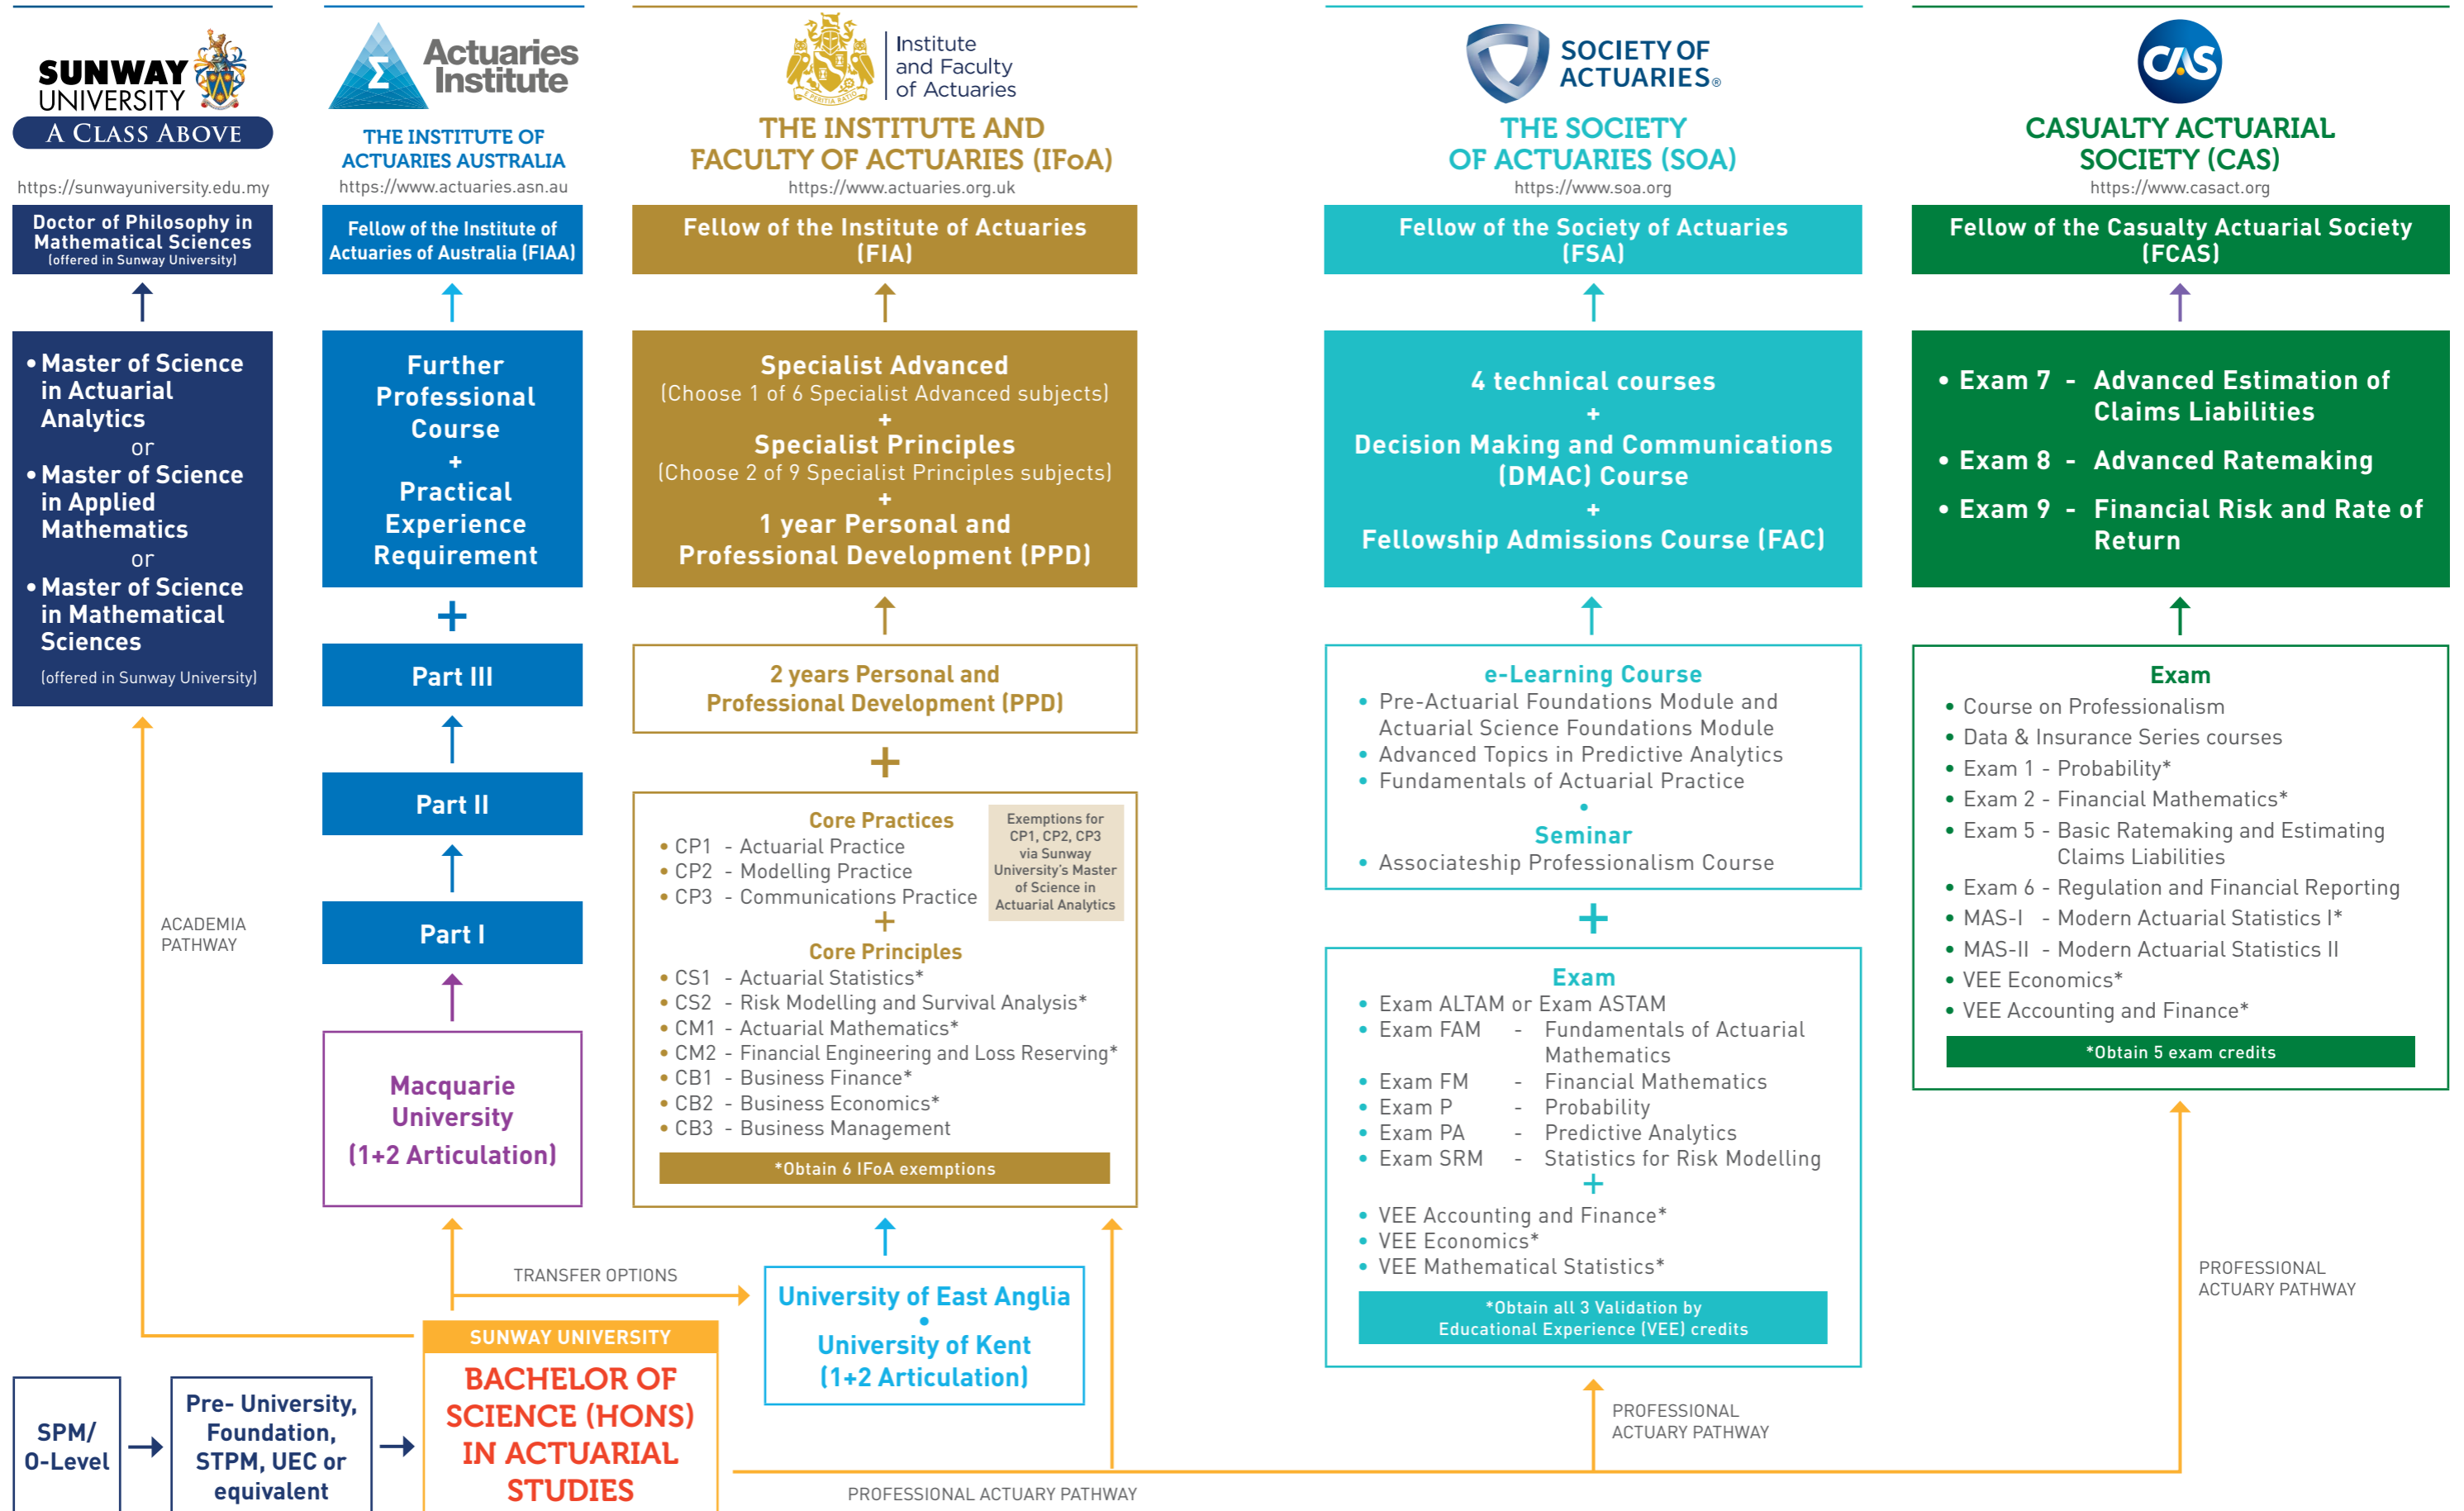 SUNWAY
UNIVERSITY
A CLASS ABOVE
https://sunwayuniversity.edu.my
Doctor of Philosophy in
Mathematical Sciences
(offered in Sunway University)
• Master of Science
in Actuarial
Analytics
or
• Master of Science
in Applied
Mathematics
or
• Master of Science
in Mathematical
Sciences
(offered in Sunway University)
ACADEMIA
PATHWAY
Σ
Actuaries
Institute
THE INSTITUTE OF
ACTUARIES AUSTRALIA
https://www.actuaries.asn.au
Fellow of the Institute of
Actuaries of Australia (FIAA)
Further
Professional
Course
+
Practical
Experience
Requirement
+
Part III
Part II
Part I
Macquarie
University
(1+2 Articulation)
TRANSFER OPTIONS
E PERITIA RATIO
Institute
and Faculty
of Actuaries
THE INSTITUTE AND
FACULTY OF ACTUARIES (IFoA)
https://www.actuaries.org.uk
Fellow of the Institute of Actuaries
(FIA)
Specialist Advanced
(Choose 1 of 6 Specialist Advanced subjects)
+
Specialist Principles
(Choose 2 of 9 Specialist Principles subjects)
+
1 year Personal and
Professional Development (PPD)
2 years Personal and
Professional Development (PPD)
+
Core Practices
• CP1 - Actuarial Practice
• CP2 - Modelling Practice
• CP3 - Communications Practice
Exemptions for
CP1, CP2, CP3
via Sunway
University's Master
of Science in
Actuarial Analytics
+
Core Principles
• CS1 - Actuarial Statistics*
• CS2 - Risk Modelling and Survival Analysis*
• CM1 - Actuarial Mathematics*
• CM2 - Financial Engineering and Loss Reserving*
• CB1 - Business Finance*
• CB2 - Business Economics*
• CB3 - Business Management
*Obtain 6 IFoA exemptions
University of East Anglia
•
University of Kent
(1+2 Articulation)
SOCIETY OF
ACTUARIES®
THE SOCIETY
OF ACTUARIES (SOA)
https://www.soa.org
Fellow of the Society of Actuaries
(FSA)
4 technical courses
+
Decision Making and Communications
(DMAC) Course
+
Fellowship Admissions Course (FAC)
e-Learning Course
• Pre-Actuarial Foundations Module and
Actuarial Science Foundations Module
• Advanced Topics in Predictive Analytics
• Fundamentals of Actuarial Practice
•
Seminar
• Associateship Professionalism Course
+
Exam
• Exam ALTAM or Exam ASTAM
• Exam FAM - Fundamentals of Actuarial
Mathematics
• Exam FM - Financial Mathematics
• Exam P - Probability
• Exam PA - Predictive Analytics
• Exam SRM - Statistics for Risk Modelling
+
• VEE Accounting and Finance*
• VEE Economics*
• VEE Mathematical Statistics*
*Obtain all 3 Validation by
Educational Experience (VEE) credits
PROFESSIONAL
ACTUARY PATHWAY
CAS
CASUALTY ACTUARIAL
SOCIETY (CAS)
https://www.casact.org
Fellow of the Casualty Actuarial Society
(FCAS)
• Exam 7 - Advanced Estimation of
Claims Liabilities
• Exam 8 - Advanced Ratemaking
• Exam 9 - Financial Risk and Rate of
Return
Exam
• Course on Professionalism
• Data & Insurance Series courses
• Exam 1 - Probability*
• Exam 2 - Financial Mathematics*
• Exam 5 - Basic Ratemaking and Estimating
Claims Liabilities
• Exam 6 - Regulation and Financial Reporting
• MAS-I - Modern Actuarial Statistics I*
• MAS-II - Modern Actuarial Statistics II
• VEE Economics*
• VEE Accounting and Finance*
*Obtain 5 exam credits
PROFESSIONAL
ACTUARY PATHWAY
SPM/
O-Level
Pre- University,
Foundation,
STPM, UEC or
equivalent
SUNWAY UNIVERSITY
BACHELOR OF
SCIENCE (HONS)
IN ACTUARIAL
STUDIES
PROFESSIONAL ACTUARY PATHWAY